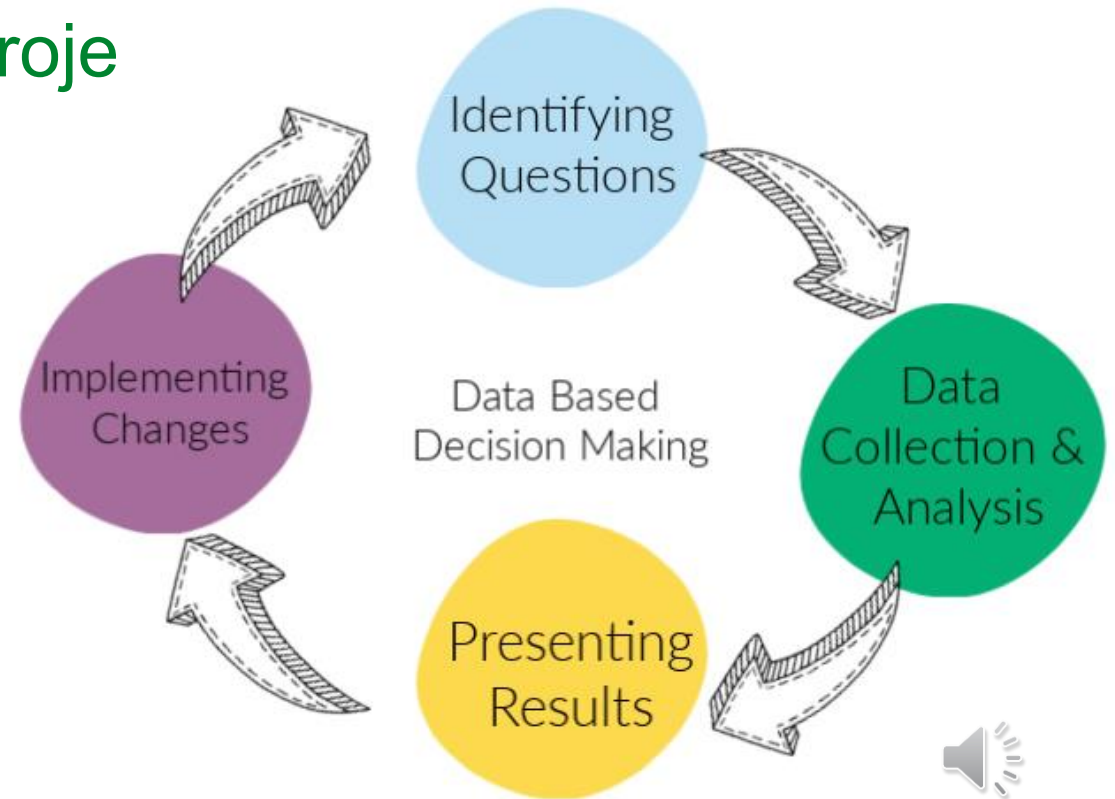 roje
Identifying
Questions
Data
Collection &
Analysis
Presenting
Results
Implementing
Changes
Data Based
Decision Making